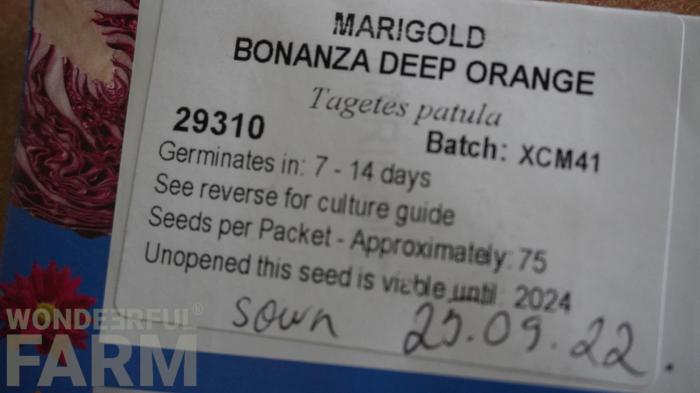 MARIGOLD
BONANZA DEEP ORANGE
Tagetes patula
29310 Batch: XCM41
Germinates in: 7 - 14 days
See reverse for culture guide
Seeds per Packet - Approximately: 75
Unopened this seed is viable until: 2024
sown 25.09.22.
WONDEERFUL®
FARM